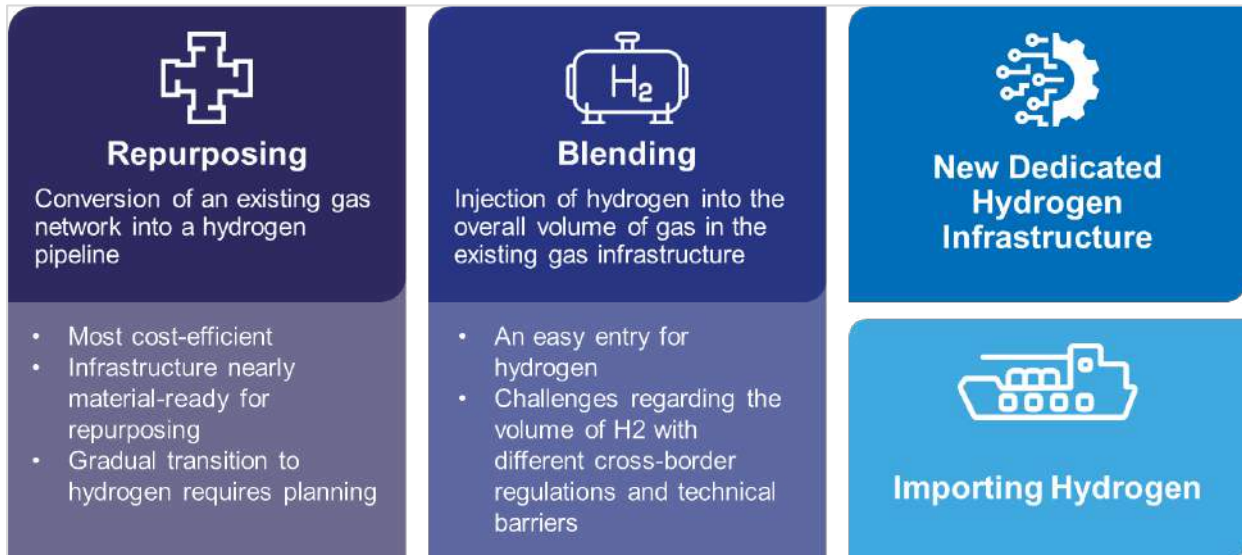 Repurposing
Conversion of an existing gas
network into a hydrogen
pipeline
• Most cost-efficient
• Infrastructure nearly
material-ready for
repurposing
• Gradual transition to
hydrogen requires planning
H2
Blending
Injection of hydrogen into the
overall volume of gas in the
existing gas infrastructure
• An easy entry for
hydrogen
• Challenges regarding the
volume of H2 with
different cross-border
regulations and technical
barriers
New Dedicated
Hydrogen
Infrastructure
Importing Hydrogen